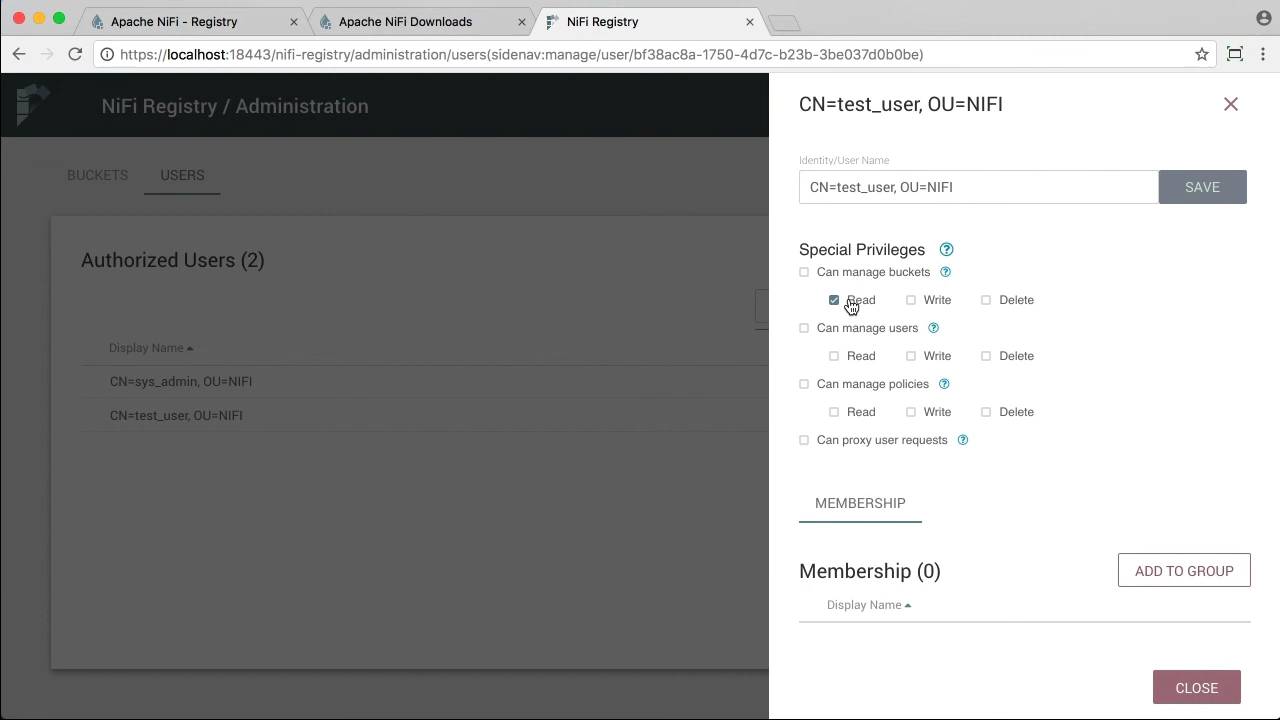 Apache NiFi - Registry
Apache NiFi Downloads
NiFi Registry
https://localhost:18443/nifi-registry/administration/users(sidenav:manage/user/bf38ac8a-1750-4d7c-b23b-3be037d0b0be)
NiFi Registry / Administration
BUCKETS USERS
Authorized Users (2)
Display Name
CN=sys_admin, OU=NIFI
CN=test_user, OU=NIFI
CN=test_user, OU=NIFI
Identity/User Name
CN=test_user, OU=NIFI SAVE
Special Privileges ?
Can manage buckets ?
Read Write Delete
Can manage users ?
Read Write Delete
Can manage policies ?
Read Write Delete
Can proxy user requests ?
MEMBERSHIP
Membership (0) ADD TO GROUP
Display Name
CLOSE